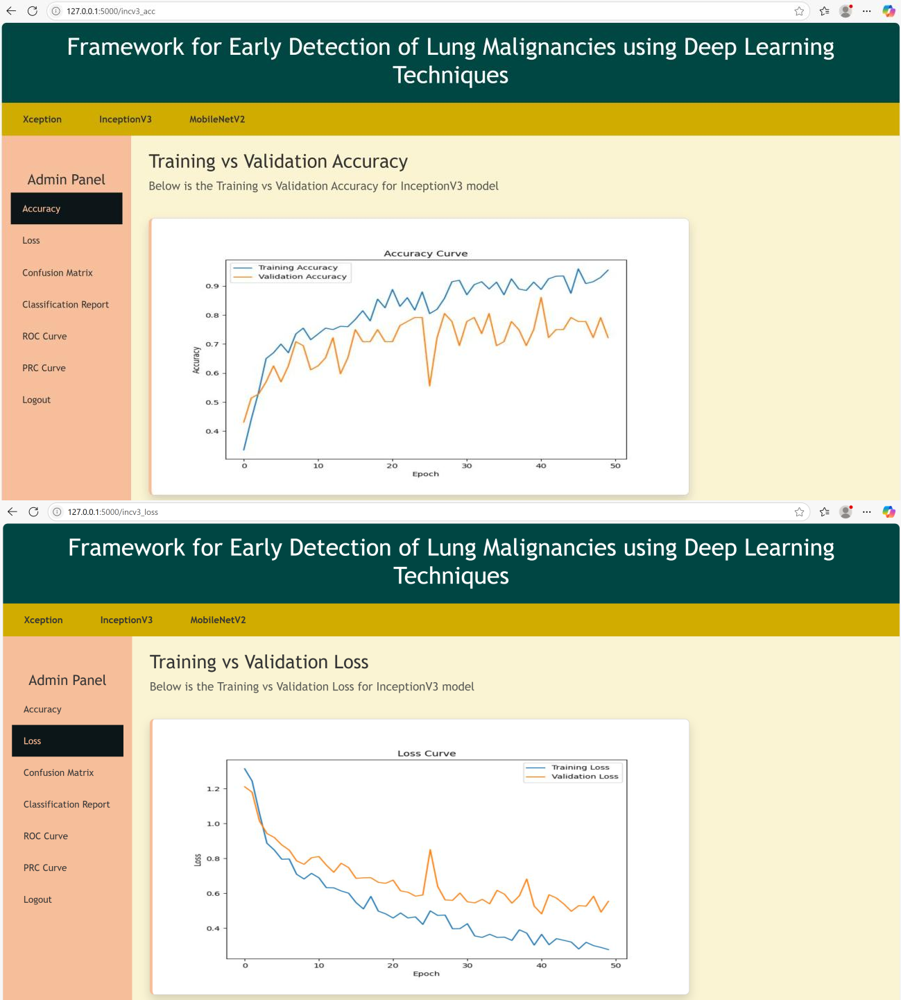 127.0.0.1:5000/incv3_acc
Framework for Early Detection of Lung Malignancies using Deep Learning
Techniques
Xception InceptionV3 MobileNetV2
Admin Panel
Accuracy
Loss
Confusion Matrix
Classification Report
ROC Curve
PRC Curve
Logout
Training vs Validation Accuracy
Below is the Training vs Validation Accuracy for InceptionV3 model
Accuracy Curve
Training Accuracy
Validation Accuracy
Accuracy
0.9
0.8
0.7
0.6
0.5
0.4
0 10 20 30 40 50
Epoch
127.0.0.1:5000/incv3_loss
Framework for Early Detection of Lung Malignancies using Deep Learning
Techniques
Xception InceptionV3 MobileNetV2
Admin Panel
Accuracy
Loss
Confusion Matrix
Classification Report
ROC Curve
PRC Curve
Logout
Training vs Validation Loss
Below is the Training vs Validation Loss for InceptionV3 model
Loss Curve
Training Loss
Validation Loss
Loss
1.2
1.0
0.8
0.6
0.4
0 10 20 30 40 50
Epoch